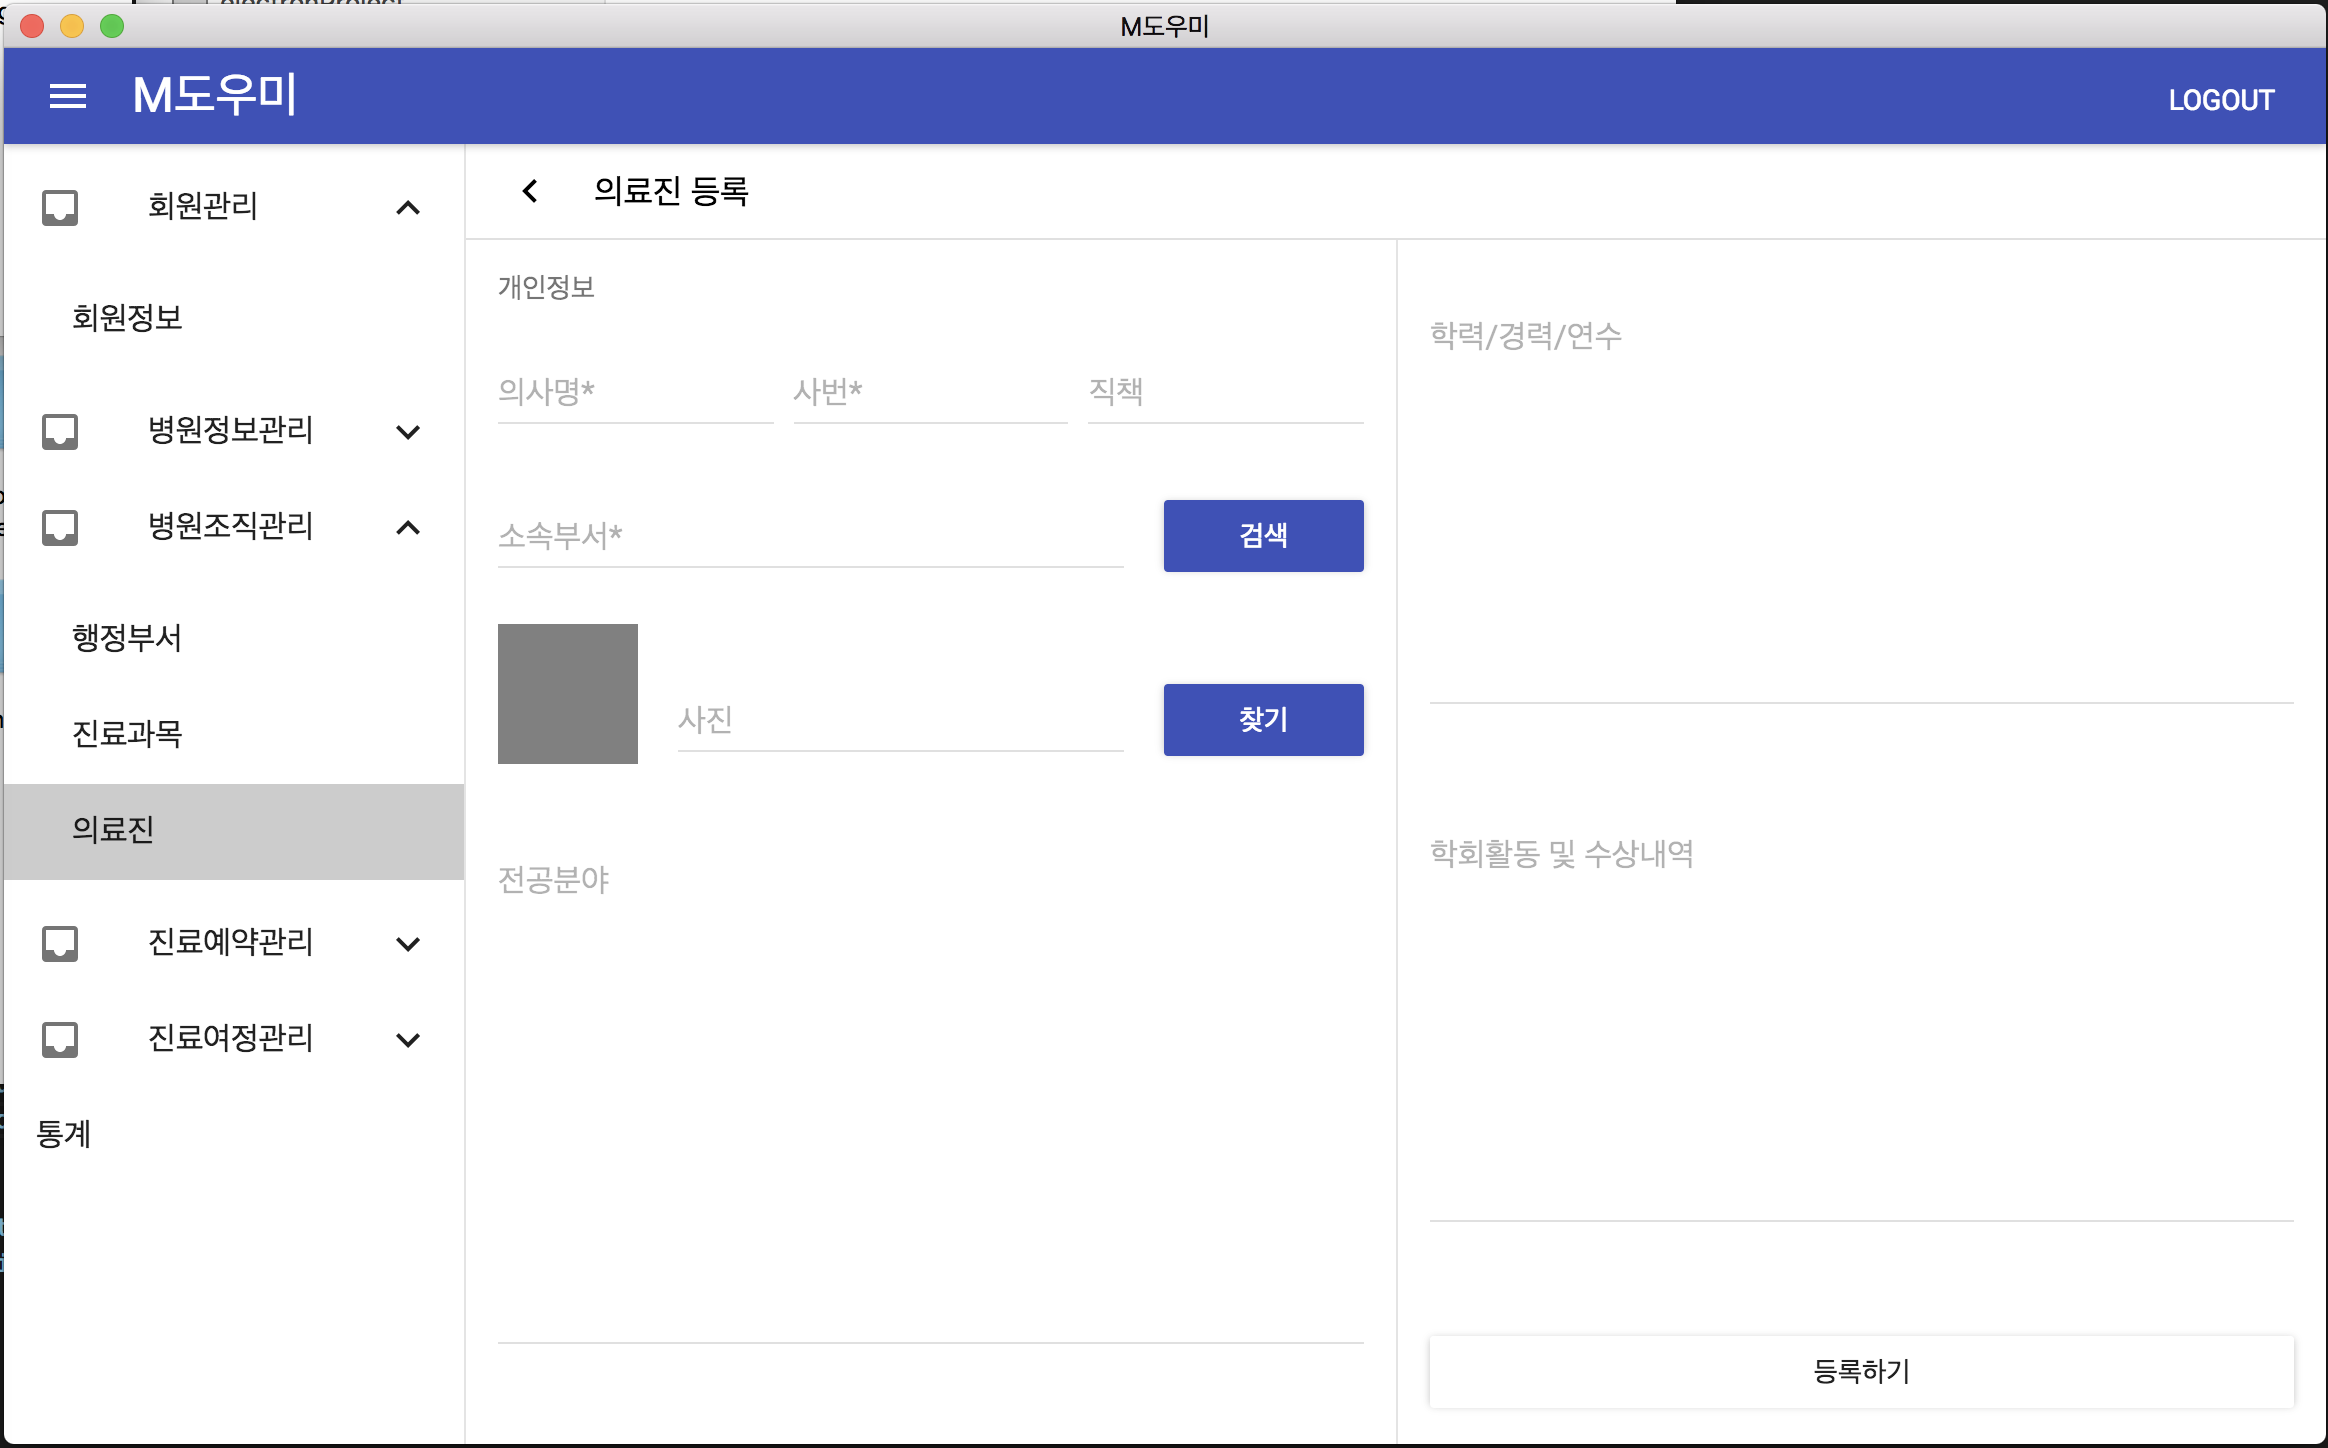 electronProject
M도우미
M도우미
LOGOUT
회원관리
회원정보
병원정보관리
병원조직관리
행정부서
진료과목
의료진
진료예약관리
진료여정관리
통계
의료진 등록
개인정보
의사명*
사번*
직책
소속부서*
검색
사진
찾기
전공분야
학력/경력/연수
학회활동 및 수상내역
등록하기